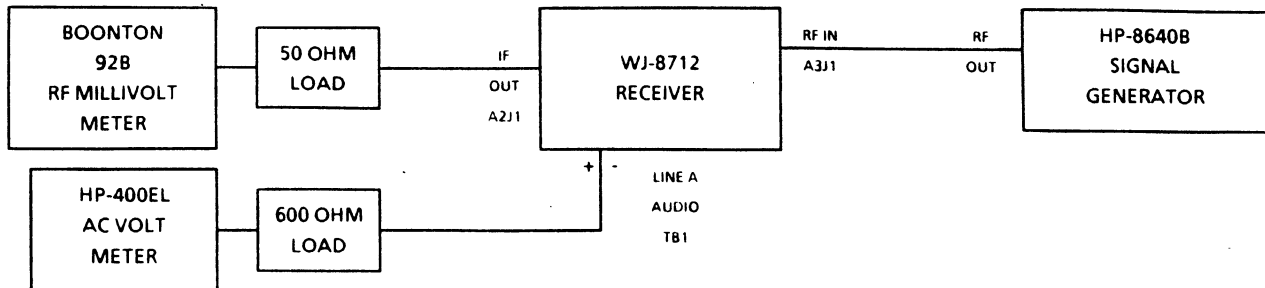 BOONTON
92B
RF MILLIVOLT
METER
50 OHM
LOAD
IF
OUT
A2J1
WJ-8712
RECEIVER
RF IN
A3J1
RF
OUT
HP-8640B
SIGNAL
GENERATOR
HP-400EL
AC VOLT
METER
600 OHM
LOAD
+ -
LINE A
AUDIO
TB1